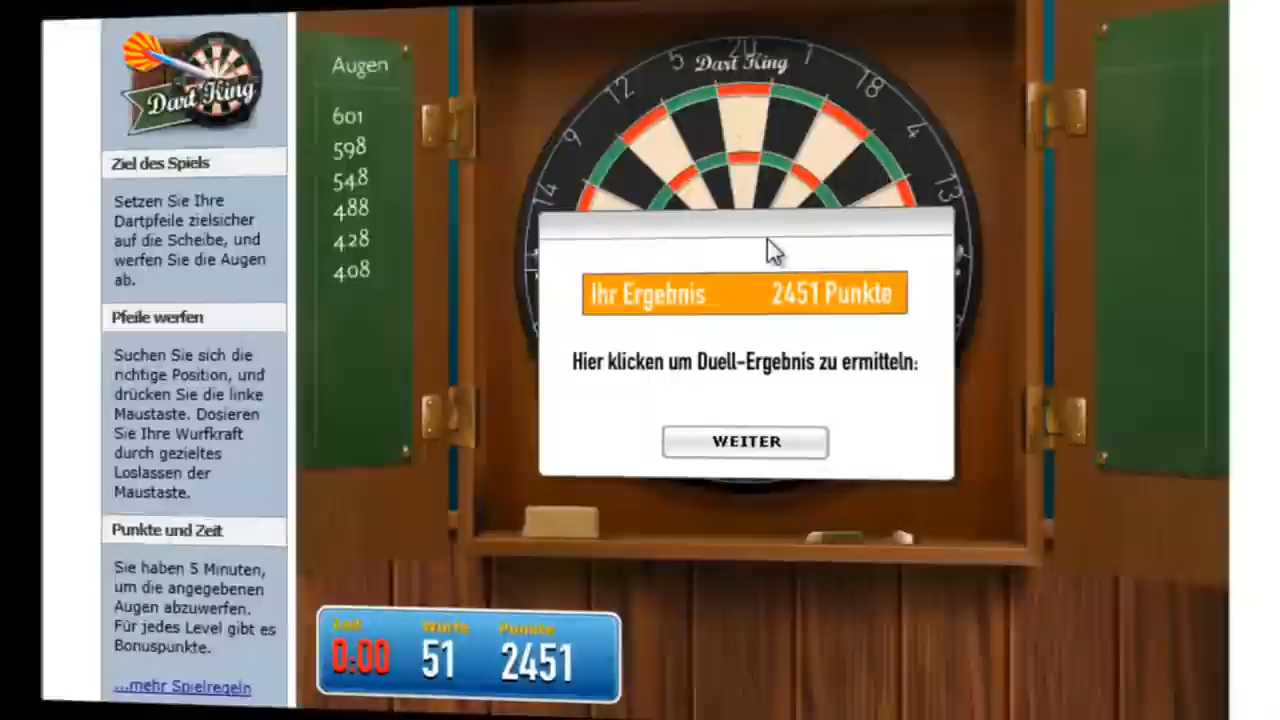 Dart King
Ziel des Spiels
Setzen Sie Ihre
Dartpfeile zielsicher
auf die Scheibe, und
werfen Sie die Augen
ab.
Pfeile werfen
Suchen Sie sich die
richtige Position, und
drücken Sie die linke
Maustaste. Dosieren
Sie Ihre Wurfkraft
durch gezieltes
Loslassen der
Maustaste.
Punkte und Zeit
Sie haben 5 Minuten,
um die angegebenen
Augen abzuwerfen.
Für jedes Level gibt es
Bonuspunkte.
...mehr Spielregeln
Augen
601
598
548
488
428
408
14 9 12 5 20 1 18 4 13
Dart King
Ihr Ergebnis 2451 Punkte
Hier klicken um Duell-Ergebnis zu ermitteln:
WEITER
Zeit Würfe Punkte
0:00 51 2451